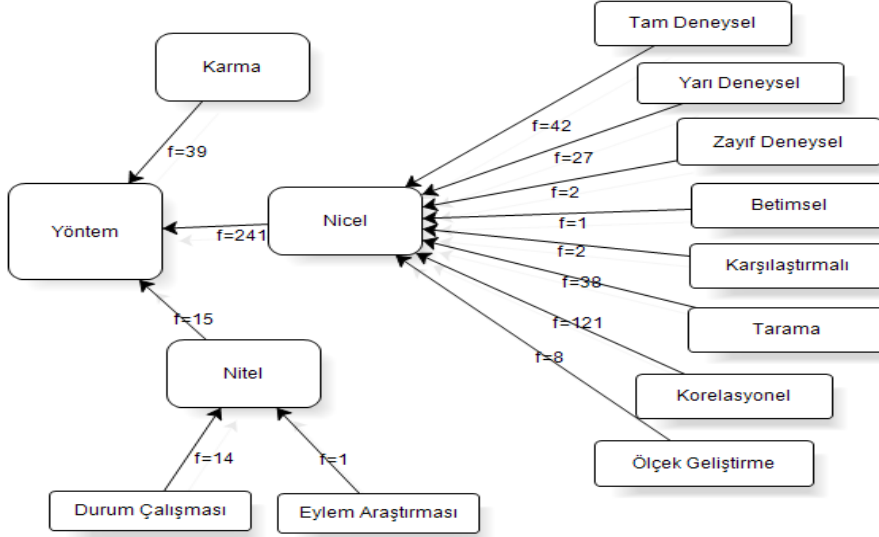 Tam Deneysel
Karma
Yarı Deneysel
f=42
Zayıf Deneysel
f=39
f=27
f=2
Betimsel
Yöntem
Nicel
f=1
f=241
f=2
Karşılaştırmalı
f=38
f=15
f=121
Tarama
Nitel
f=8
Korelasyonel
f=14
f=1
Ölçek Geliştirme
Durum Çalışması
Eylem Araştırması